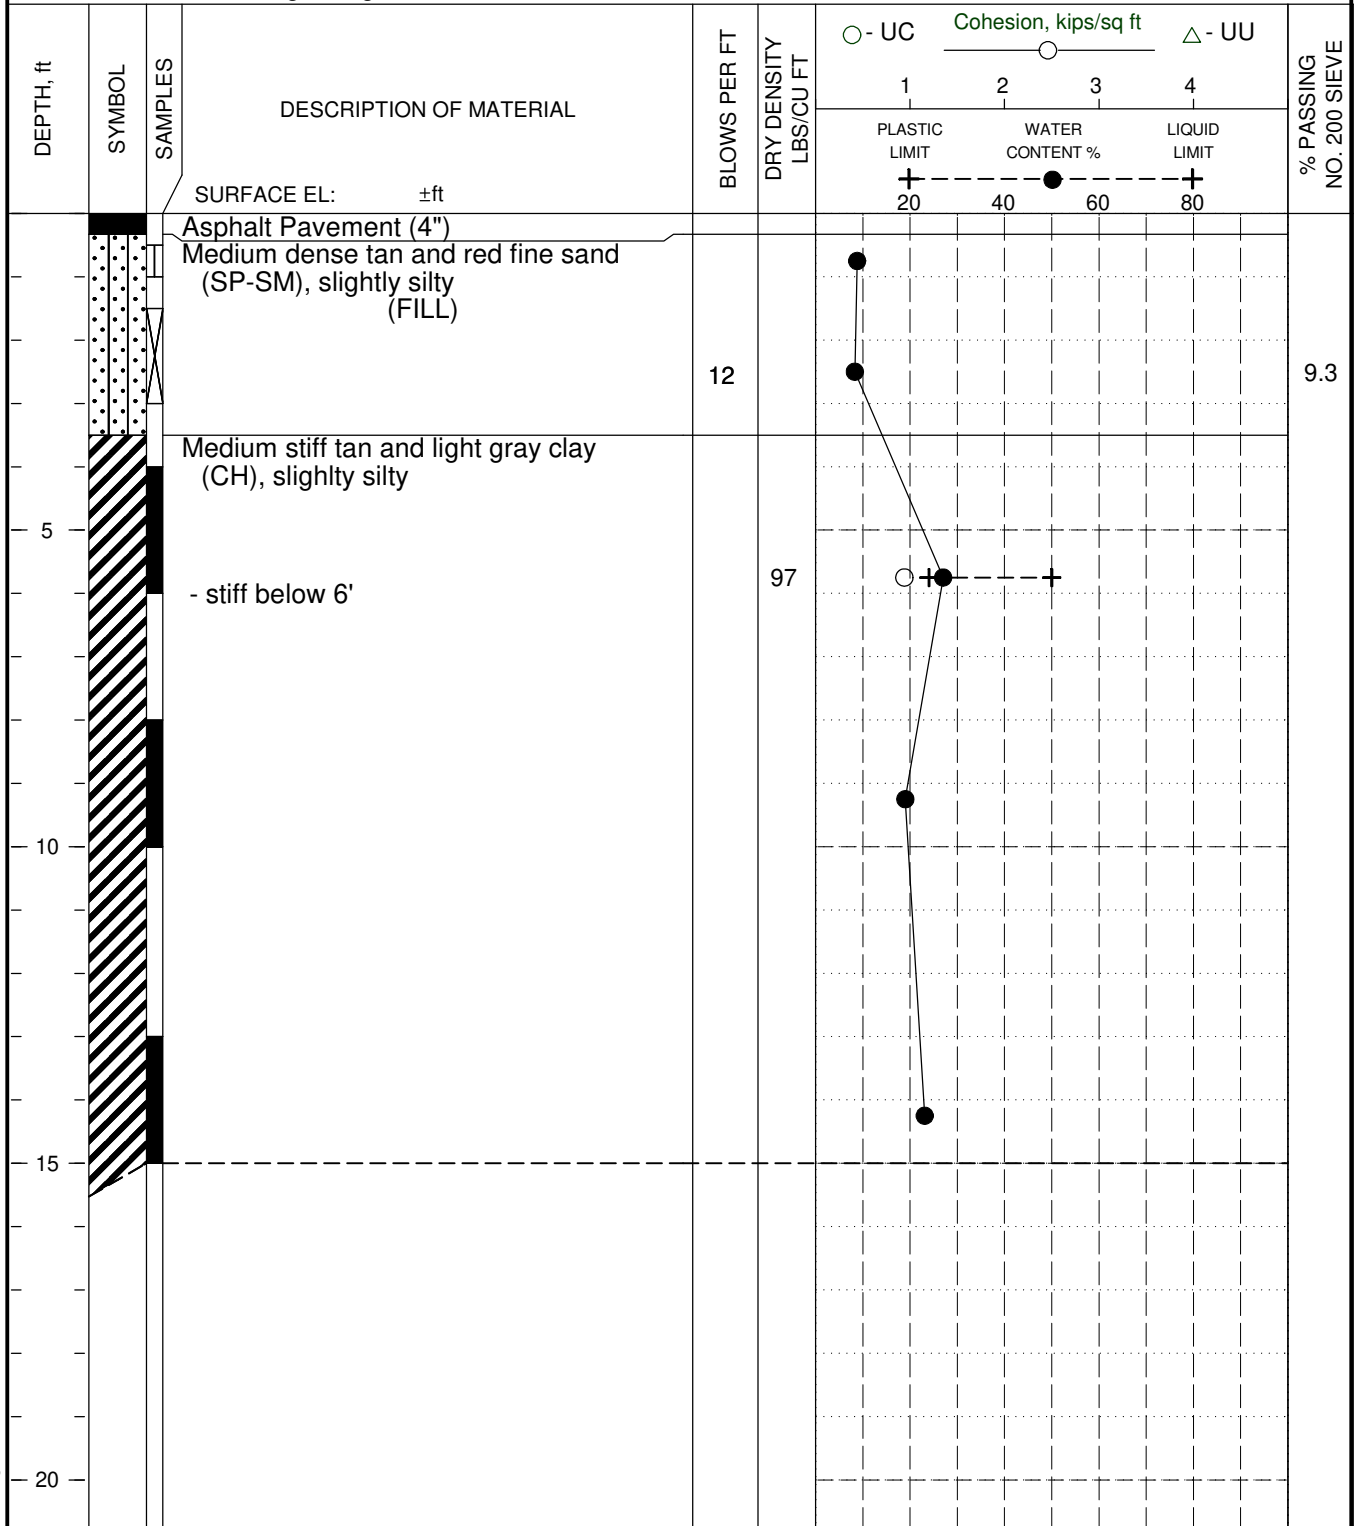 DEPTH, ft
SYMBOL
SAMPLES
DESCRIPTION OF MATERIAL
SURFACE EL: ±ft
BLOWS PER FT
DRY DENSITY
LBS/CU FT
- UC
Cohesion, kips/sq ft
- UU
1 2 3 4
PLASTIC
LIMIT
WATER
CONTENT %
LIQUID
LIMIT
20 40 60 80
% PASSING
NO. 200 SIEVE
Asphalt Pavement (4")
Medium dense tan and red fine sand
(SP-SM), slightly silty
(FILL)
12 9.3
Medium stiff tan and light gray clay
(CH), slighlty silty
5
97
- stiff below 6'
10
15
20